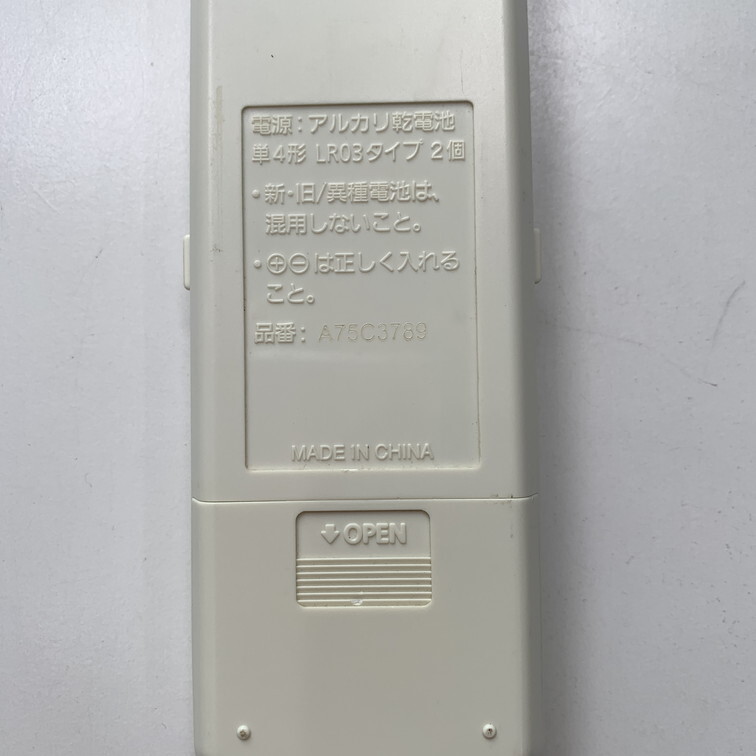 電源：アルカリ乾電池
単4形 LR03タイプ 2個
・新・旧/異種電池は、
混用しないこと。
・⊕⊖は正しく入れる
こと。
品番： A75C3789
MADE IN CHINA
↓OPEN